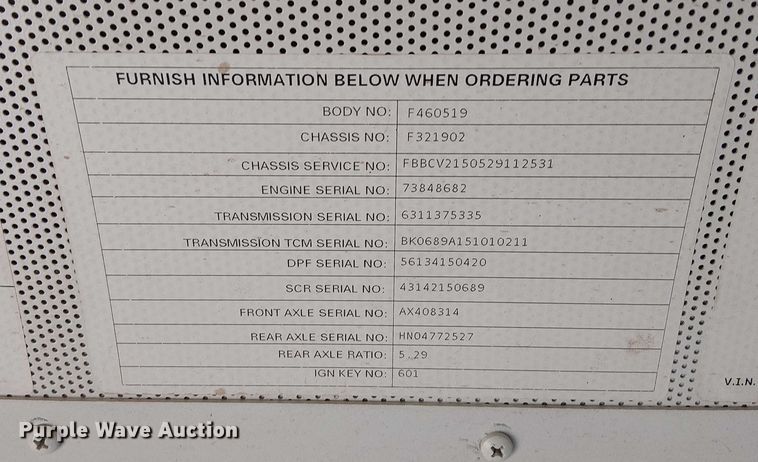 FURNISH INFORMATION BELOW WHEN ORDERING PARTS
BODY NO: F460519
CHASSIS NO: F321902
CHASSIS SERVICE NO: FBBCV2150529112531
ENGINE SERIAL NO: 73848682
TRANSMISSION SERIAL NO: 6311375335
TRANSMISSION TCM SERIAL NO: BK0689A151010211
DPF SERIAL NO: 56134150420
SCR SERIAL NO: 43142150689
FRONT AXLE SERIAL NO: AX408314
REAR AXLE SERIAL NO: HN04772527
REAR AXLE RATIO: 5.29
IGN KEY NO: 601
V.I.N.
Purple Wave Auction